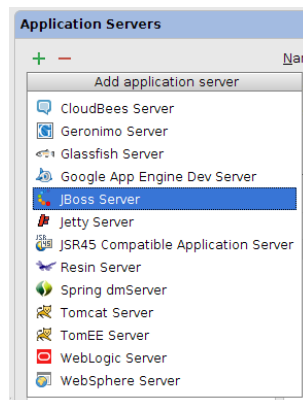 Application Servers
Nar
Add application server
CloudBees Server
Geronimo Server
Glassfish Server
Google App Engine Dev Server
JBoss Server
Jetty Server
JSR45 Compatible Application Server
Resin Server
Spring dmServer
Tomcat Server
TomEE Server
WebLogic Server
WebSphere Server